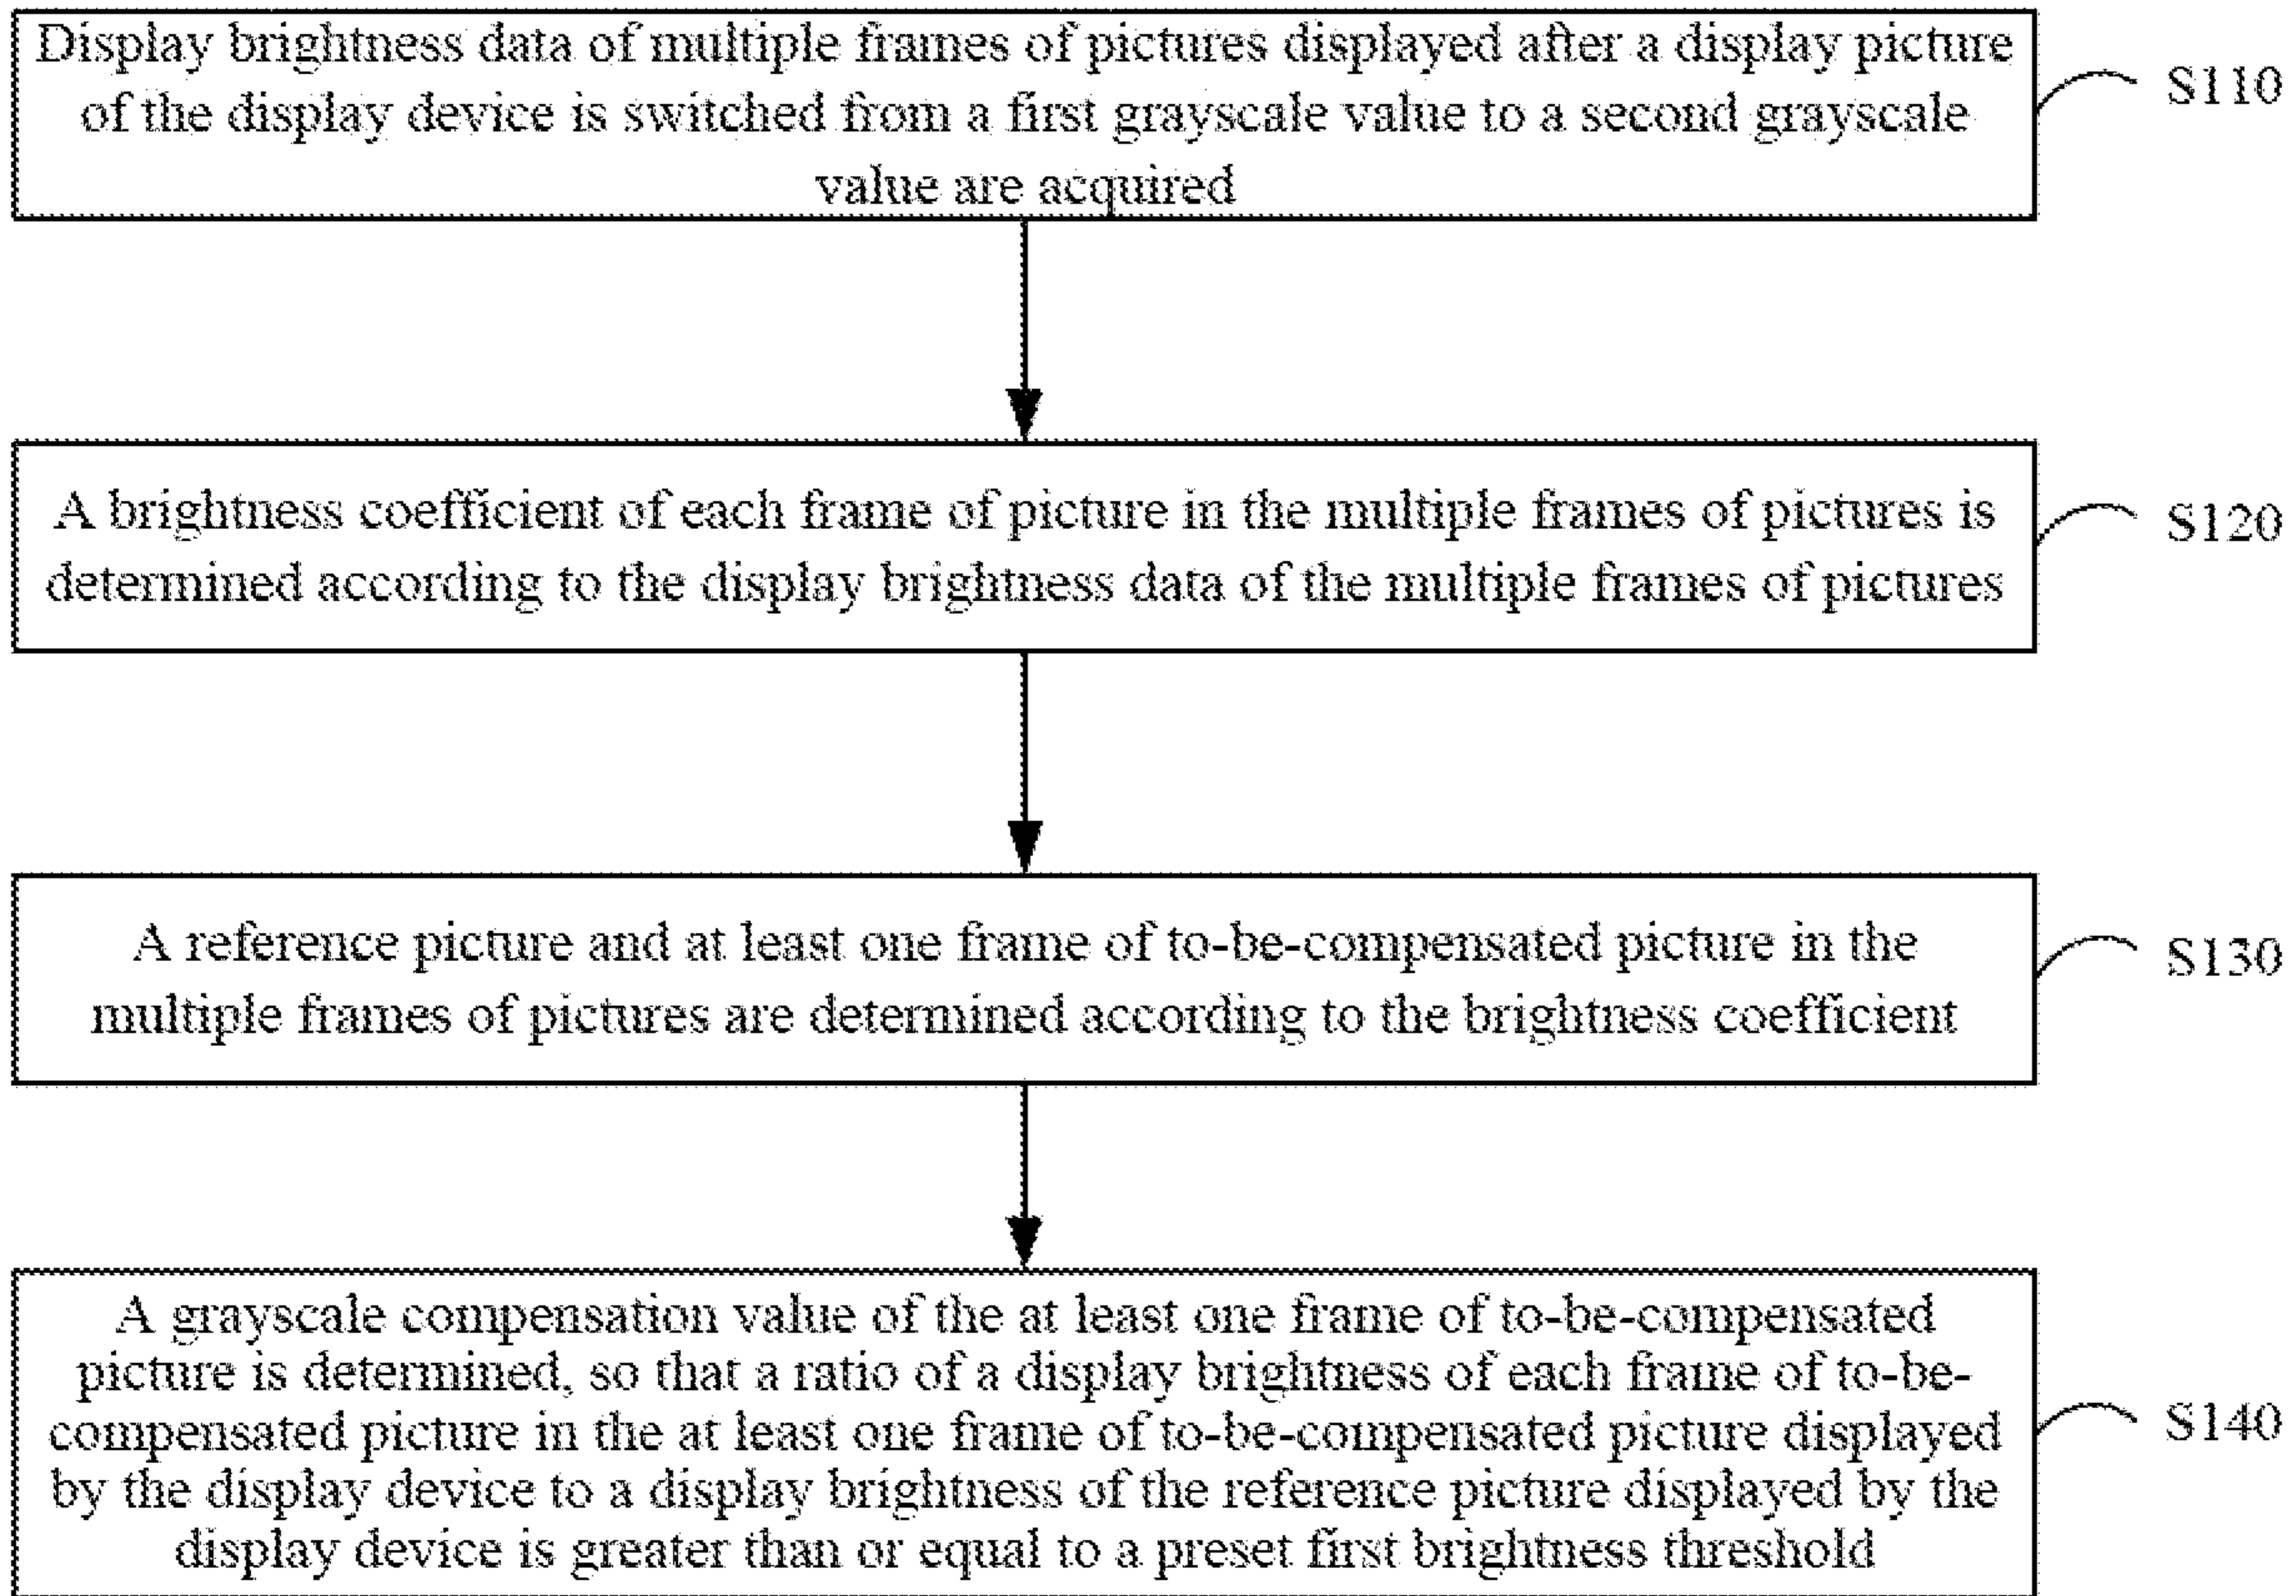 Display brightness data of multiple frames of pictures displayed after a display picture
of the display device is switched from a first grayscale value to a second grayscale
value are acquired
S110
A brightness coefficient of each frame of picture in the multiple frames of pictures is
determined according to the display brightness data of the multiple frames of pictures
S120
A reference picture and at least one frame of to-be-compensated picture in the
multiple frames of pictures are determined according to the brightness coefficient
S130
A grayscale compensation value of the at least one frame of to-be-compensated
picture is determined, so that a ratio of a display brightness of each frame of to-be-
compensated picture in the at least one frame of to-be-compensated picture displayed
by the display device to a display brightness of the reference picture displayed by the
display device is greater than or equal to a preset first brightness threshold
S140